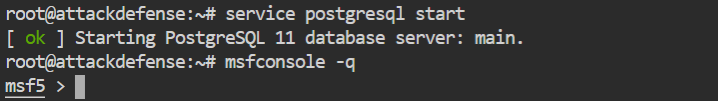 root@attackdefense:~# service postgresql start
[ ok ] Starting PostgreSQL 11 database server: main.
root@attackdefense:~# msfconsole -q
msf5 >